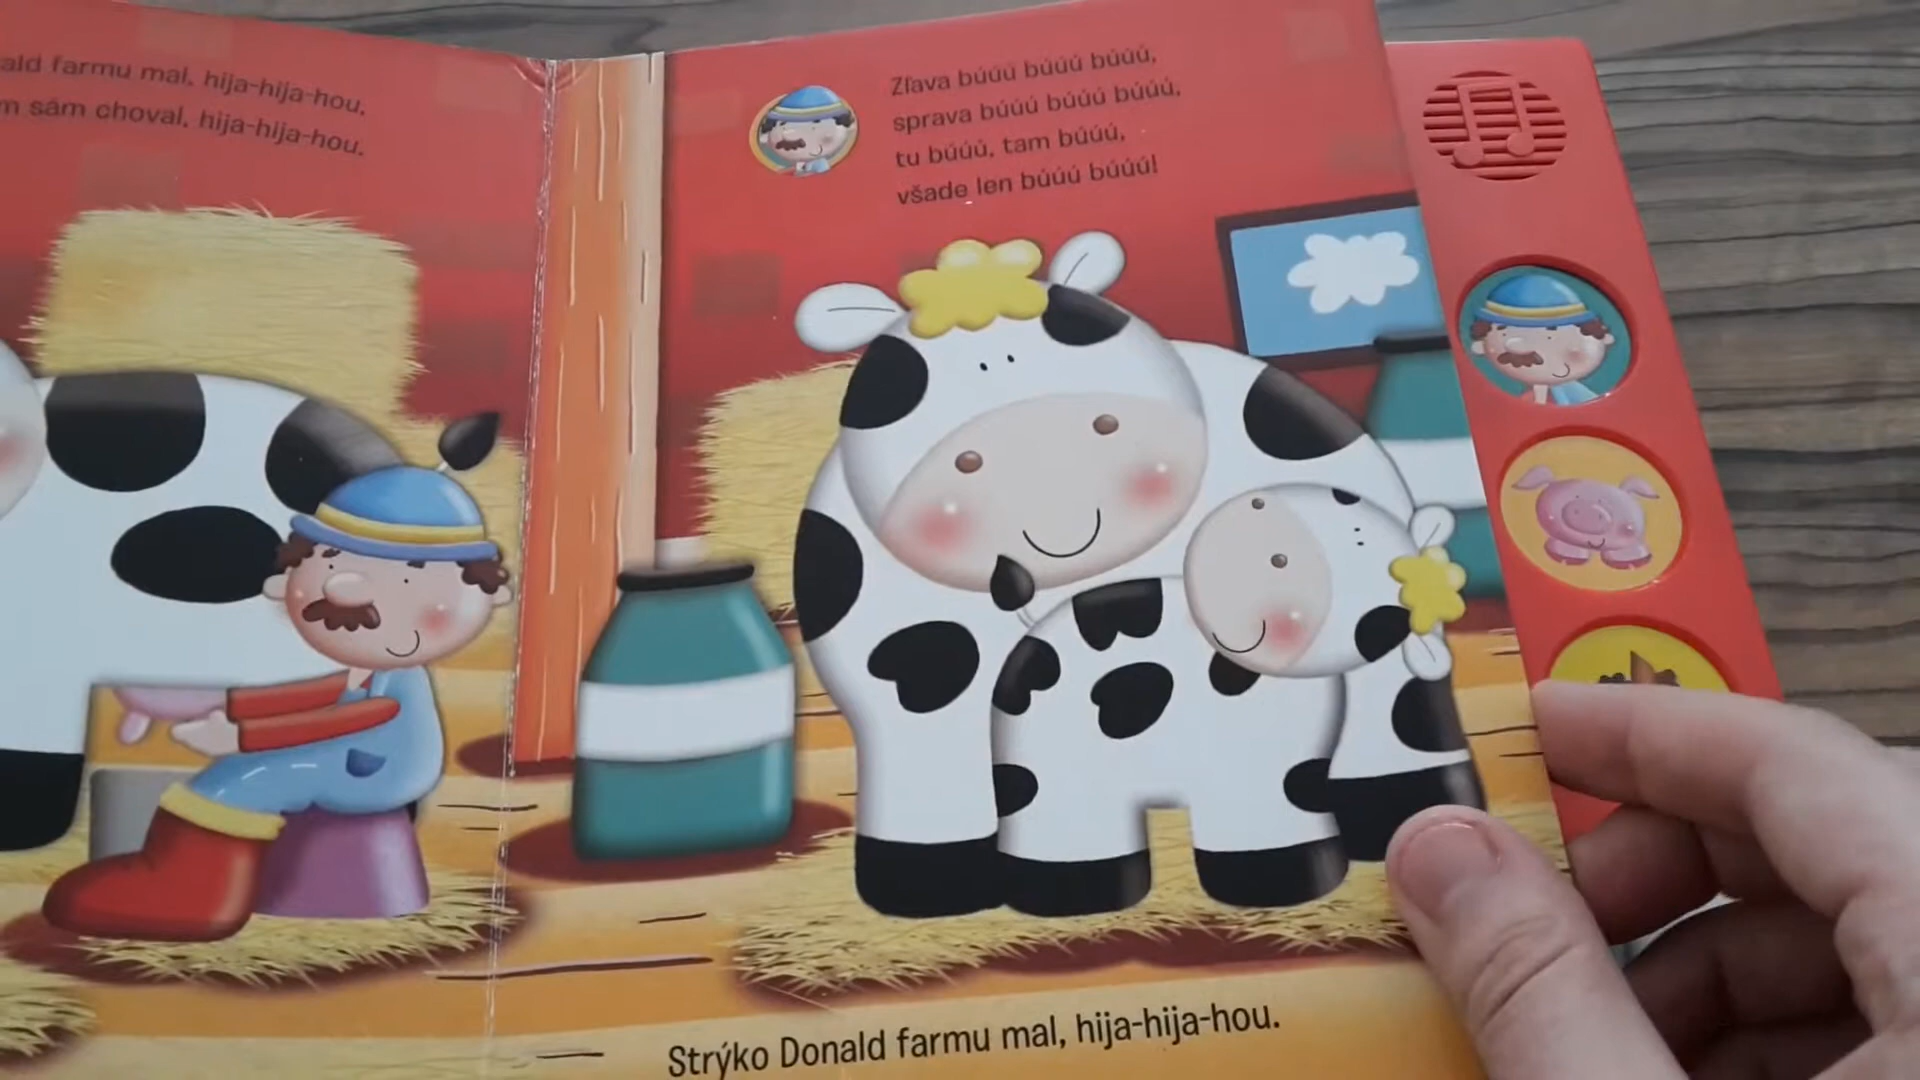 farmu mal, hija-hija-hou.
sám choval, hija-hija-hou.
Zľava búúú búúú búúú,
sprava búúú búúú búúú,
tu búúú, tam búúú,
všade len búúú búúú!
Strýko Donald farmu mal, hija-hija-hou.